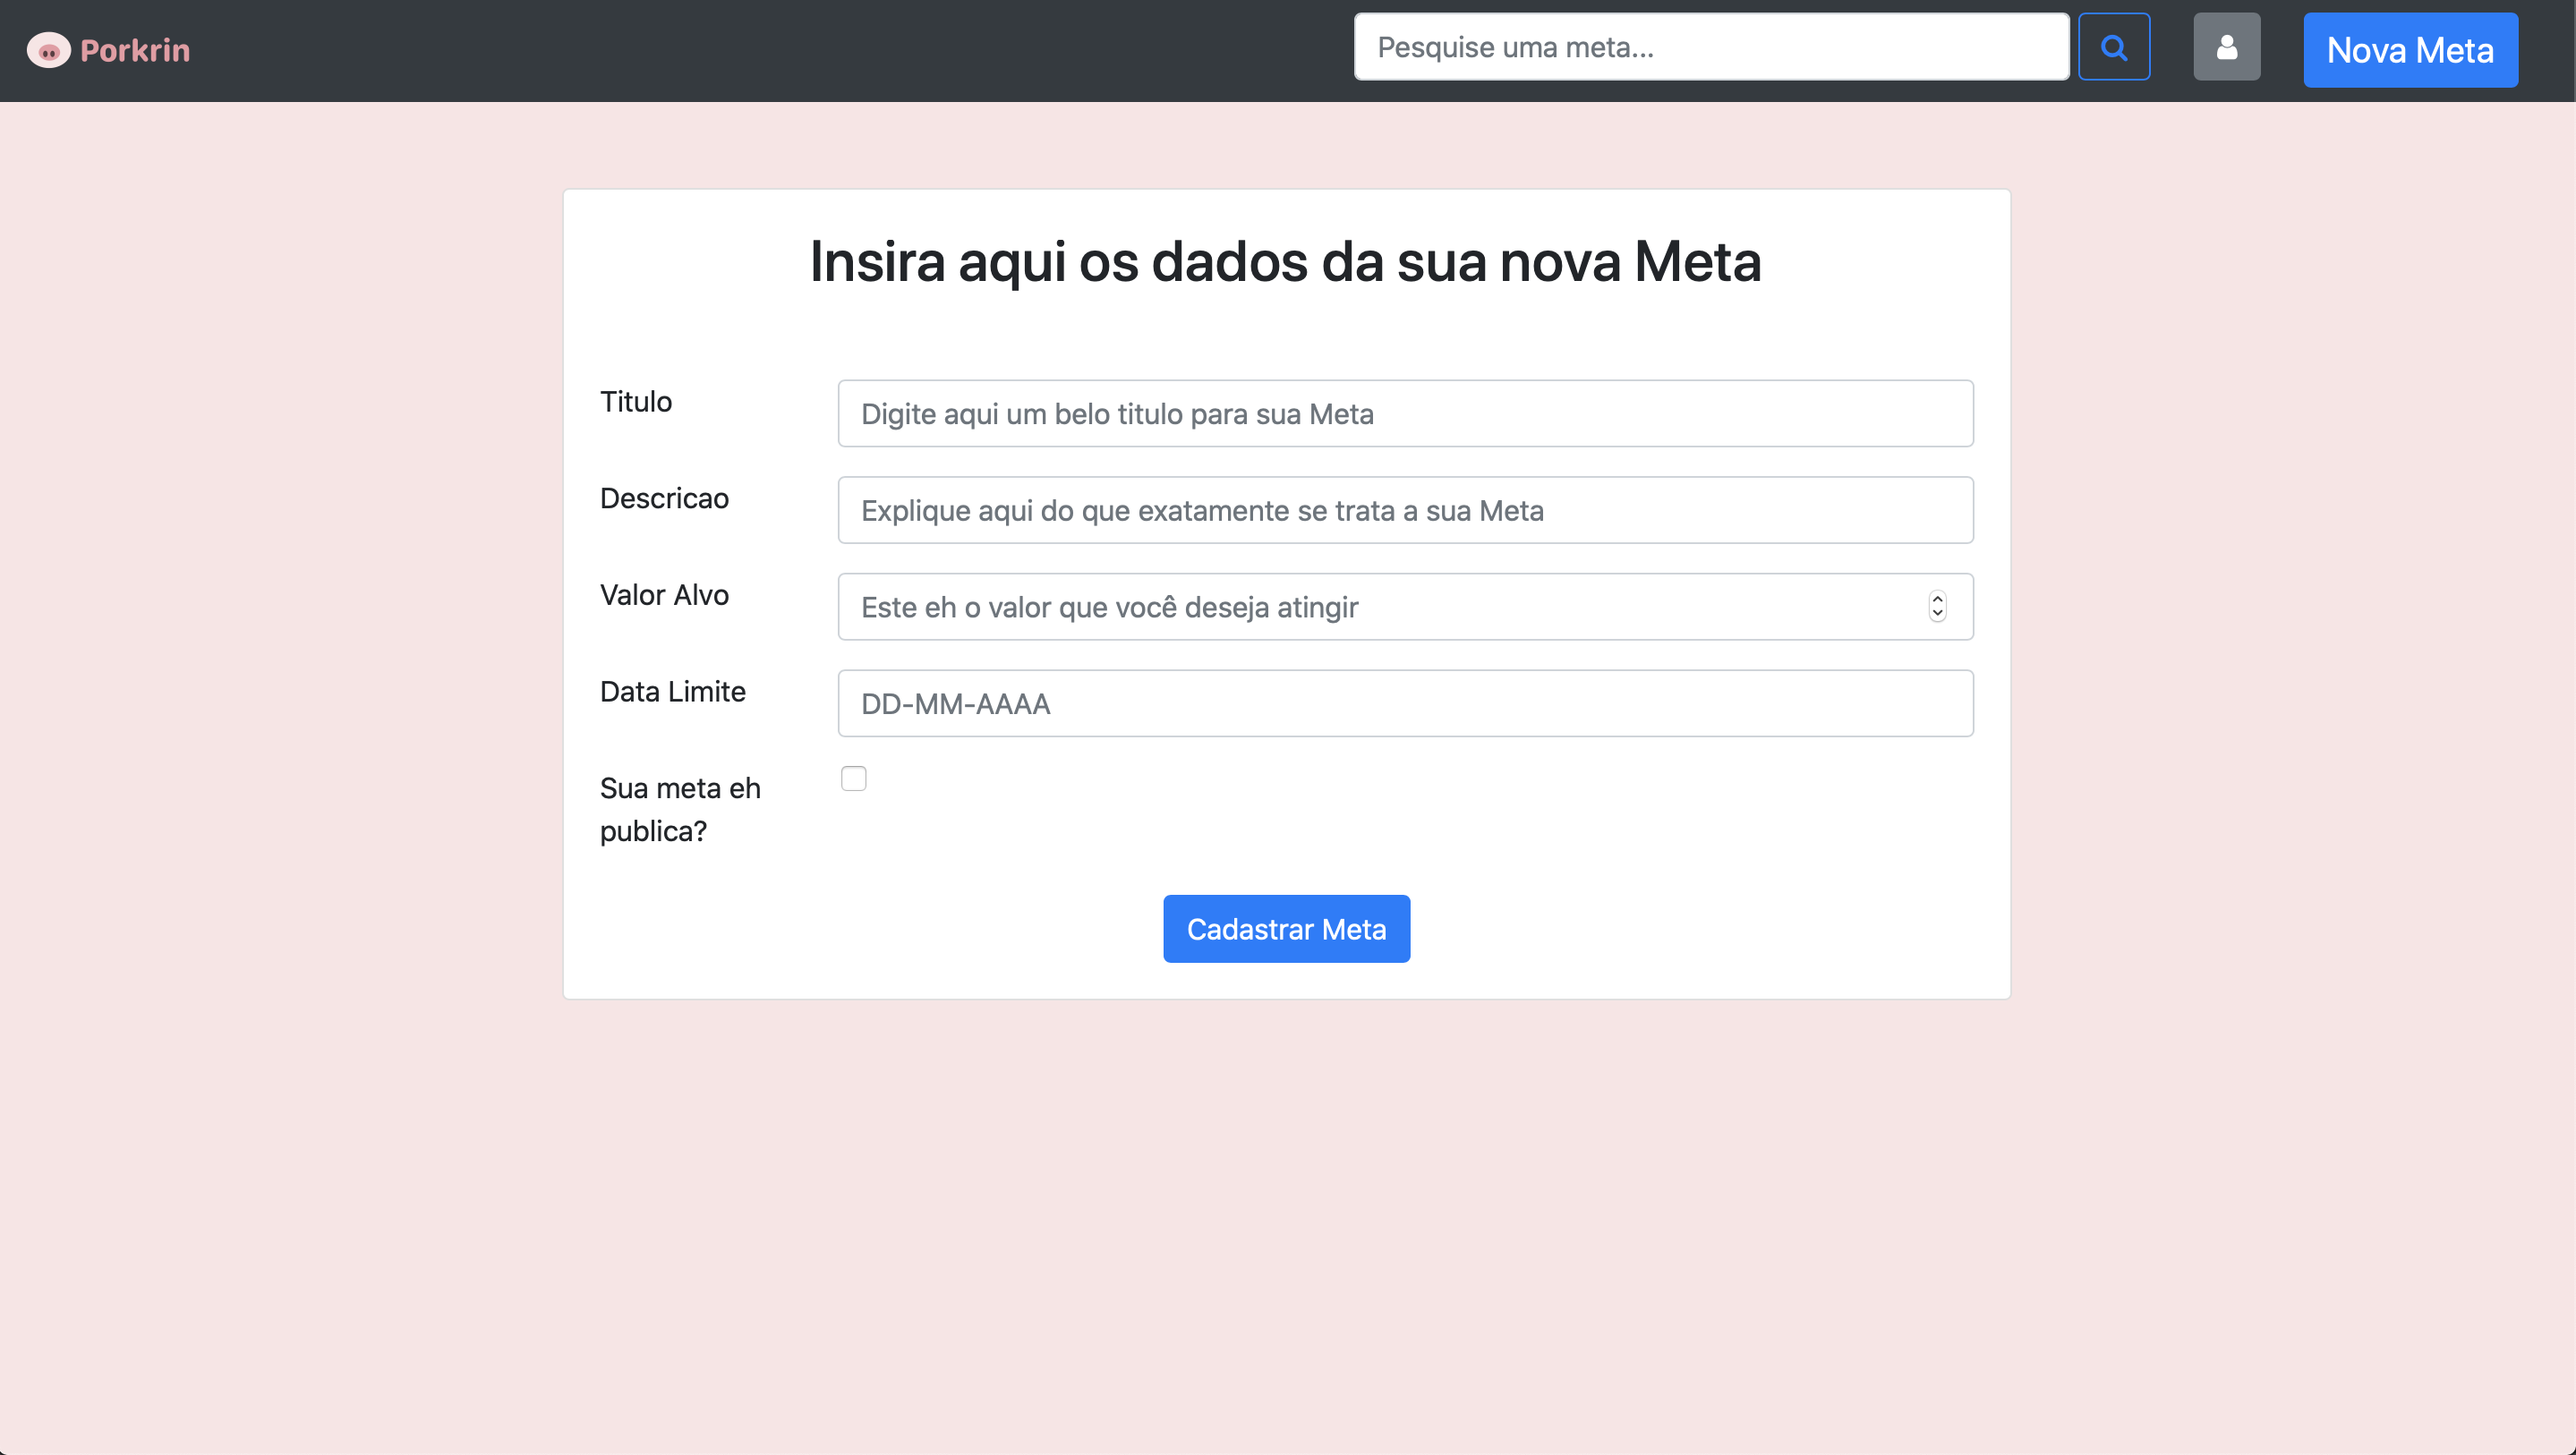 Porkrin
Pesquise uma meta...
Nova Meta
Insira aqui os dados da sua nova Meta
Titulo
Digite aqui um belo titulo para sua Meta
Descricao
Explique aqui do que exatamente se trata a sua Meta
Valor Alvo
Este eh o valor que você deseja atingir
Data Limite
DD-MM-AAAA
Sua meta eh
publica?
Cadastrar Meta